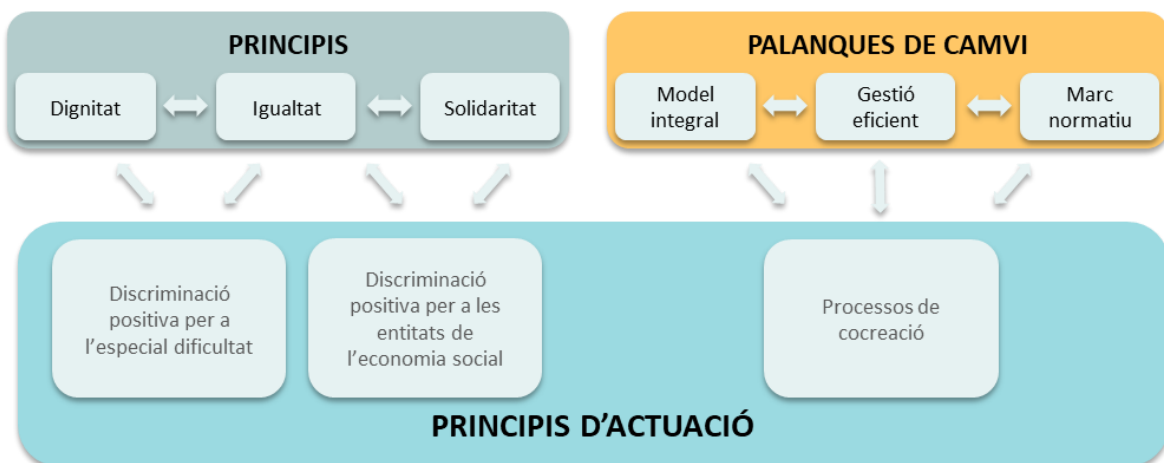 PRINCIPIS
Dignitat
Igualtat
Solidaritat
PALANQUES DE CAMVI
Model
integral
Gestió
eficient
Marc
normatiu
Discriminació
positiva per a
l’especial dificultat
Discriminació
positiva per a les
entitats de
l’economia social
Processos de
cocreació
PRINCIPIS D’ACTUACIÓ